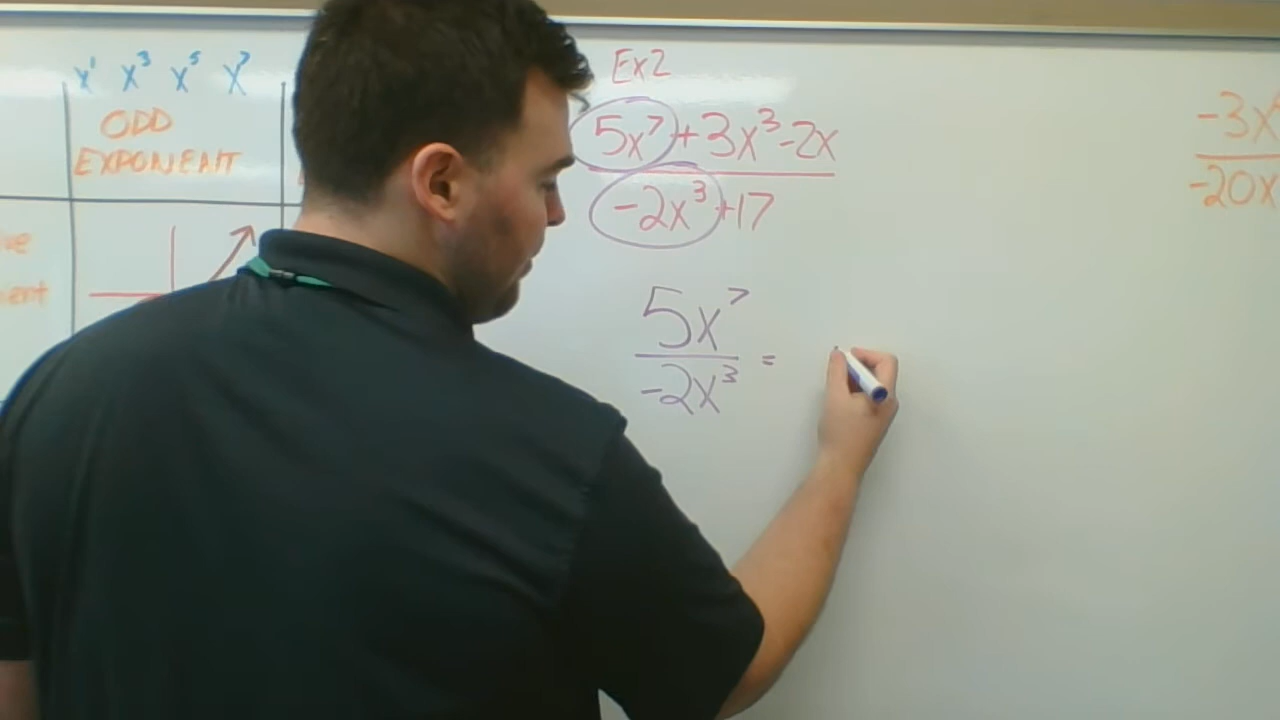 x¹ x³ x⁵ x⁷
ODD
EXPONENT
Ex2
5x⁷+3x³-2x
-2x³+17
5x⁷
-2x³
=
-3x
-20x